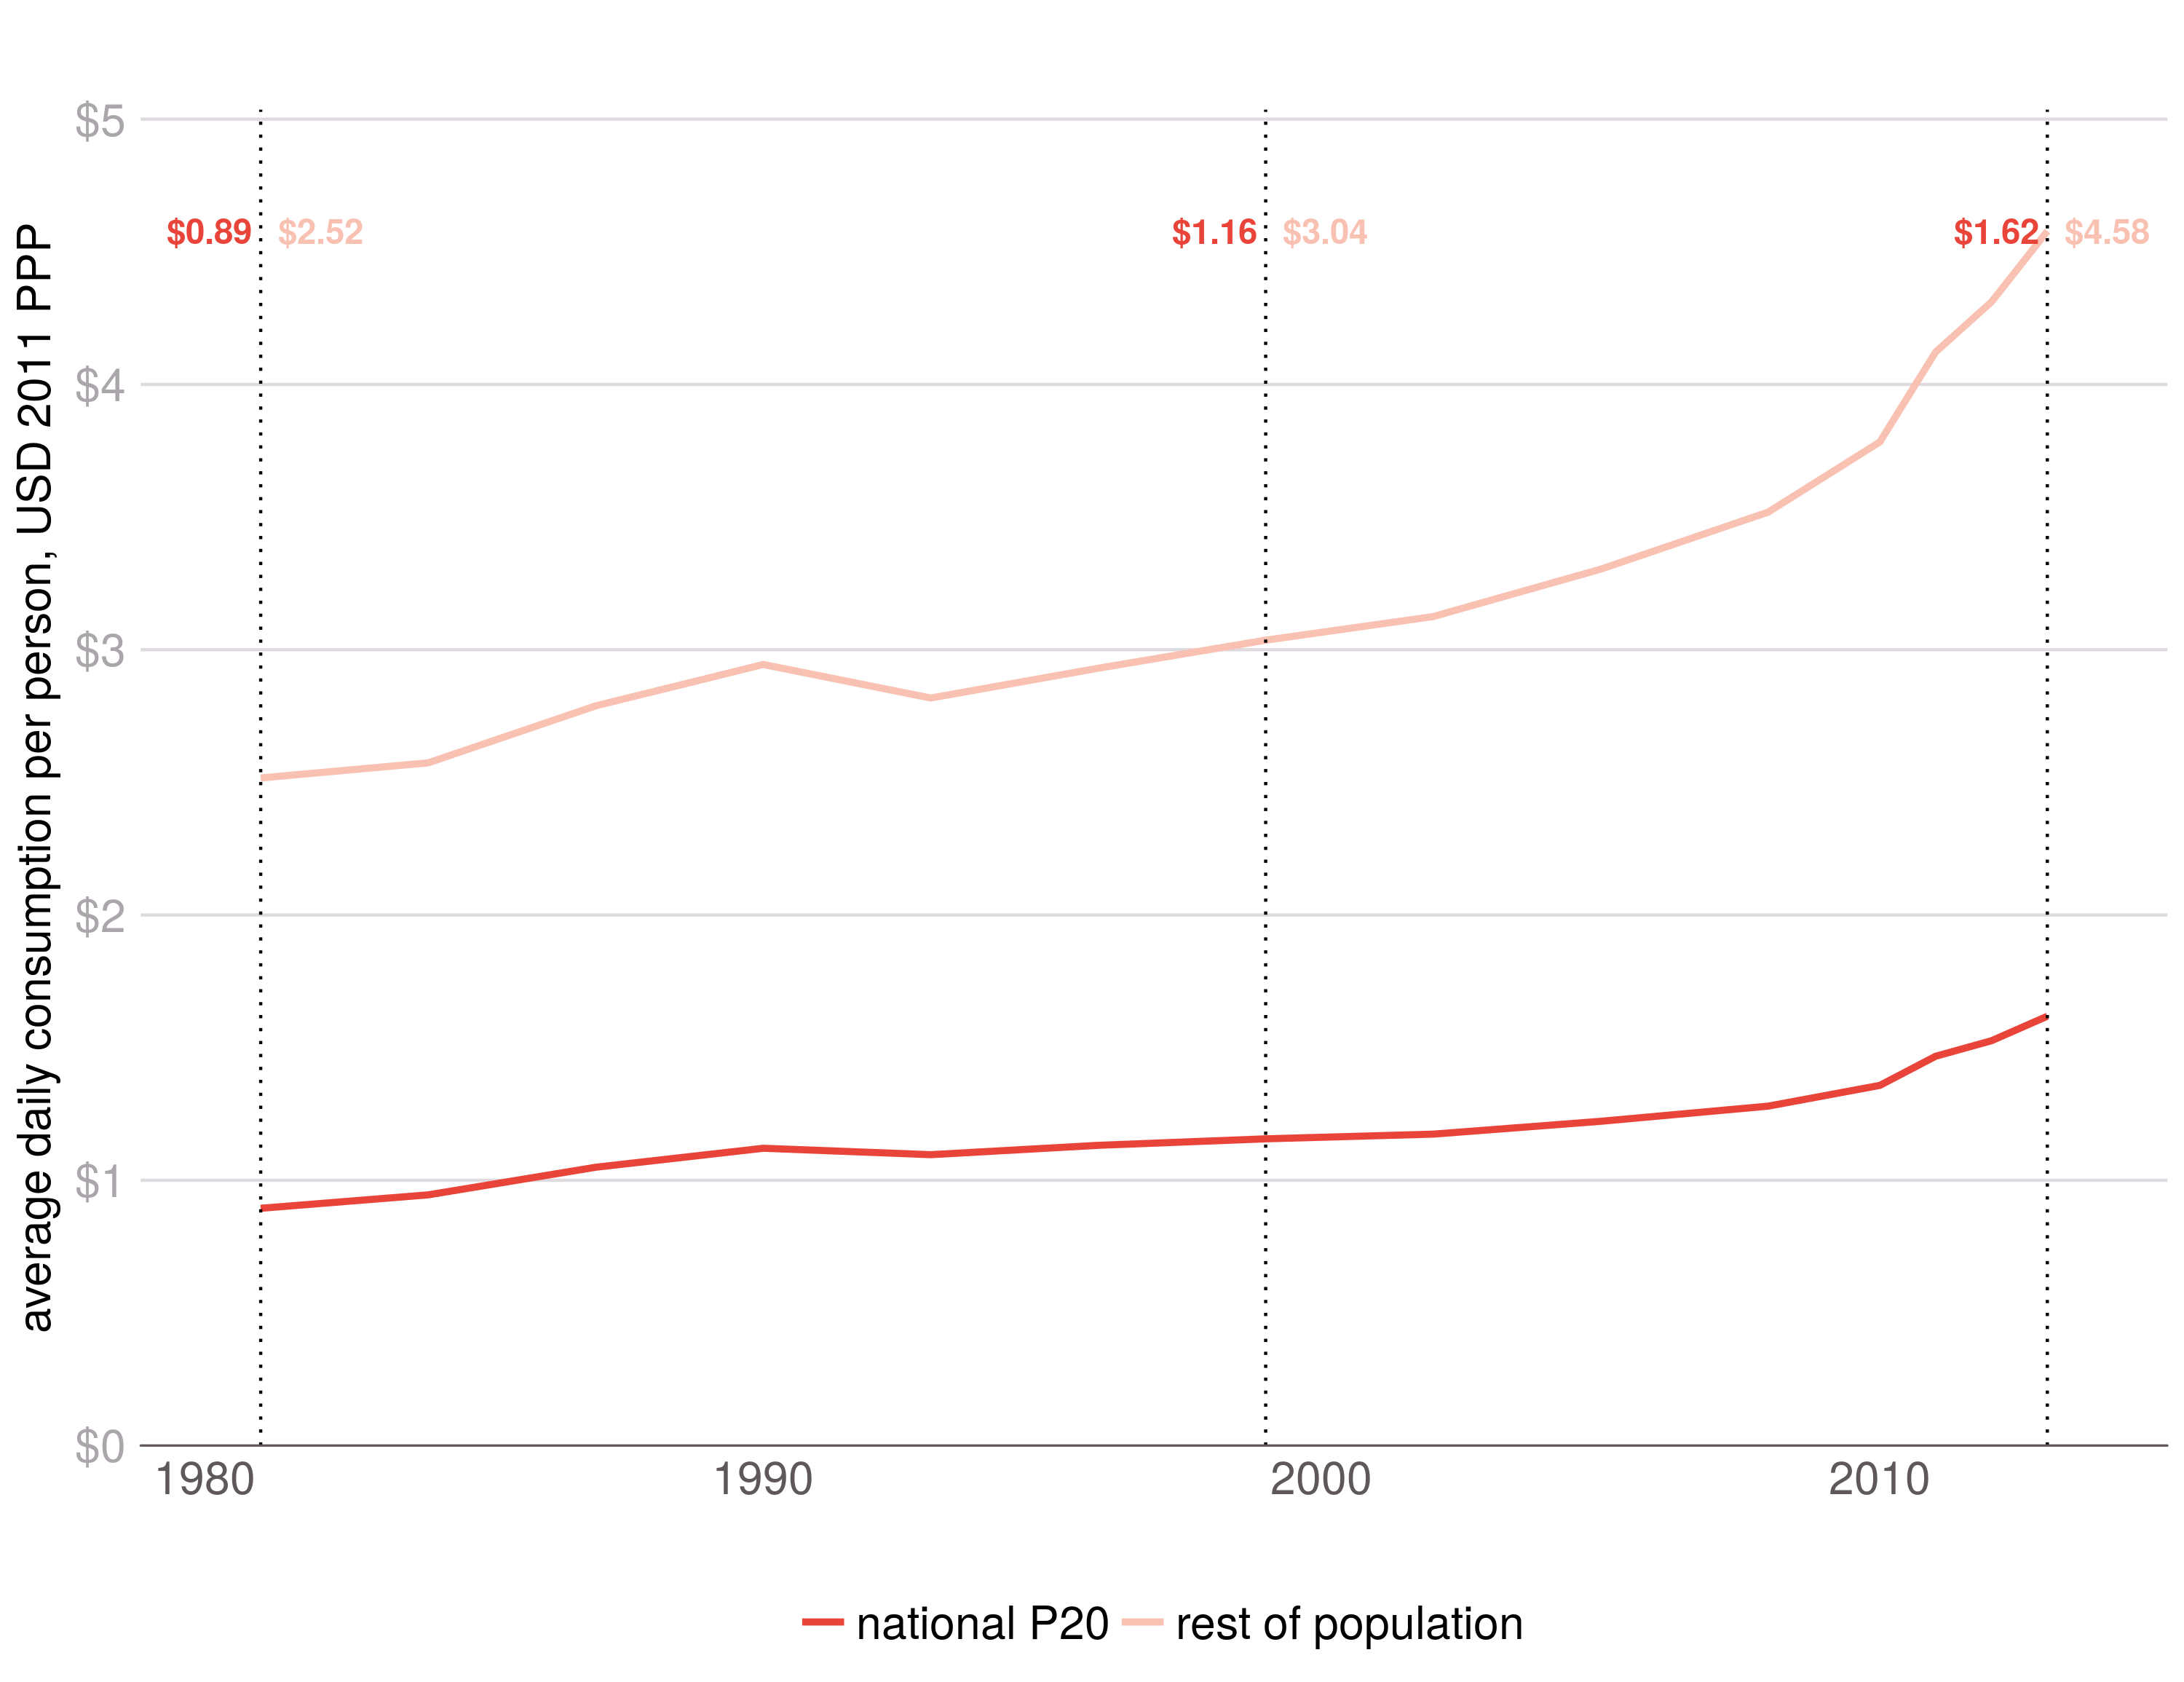 average daily consumption per person, USD 2011 PPP
$5
$0.89 $2.52 $1.16 $3.04 $1.62 $4.58
$4
$3
$2
$1
$0
1980 1990 2000 2010
national P20 rest of population